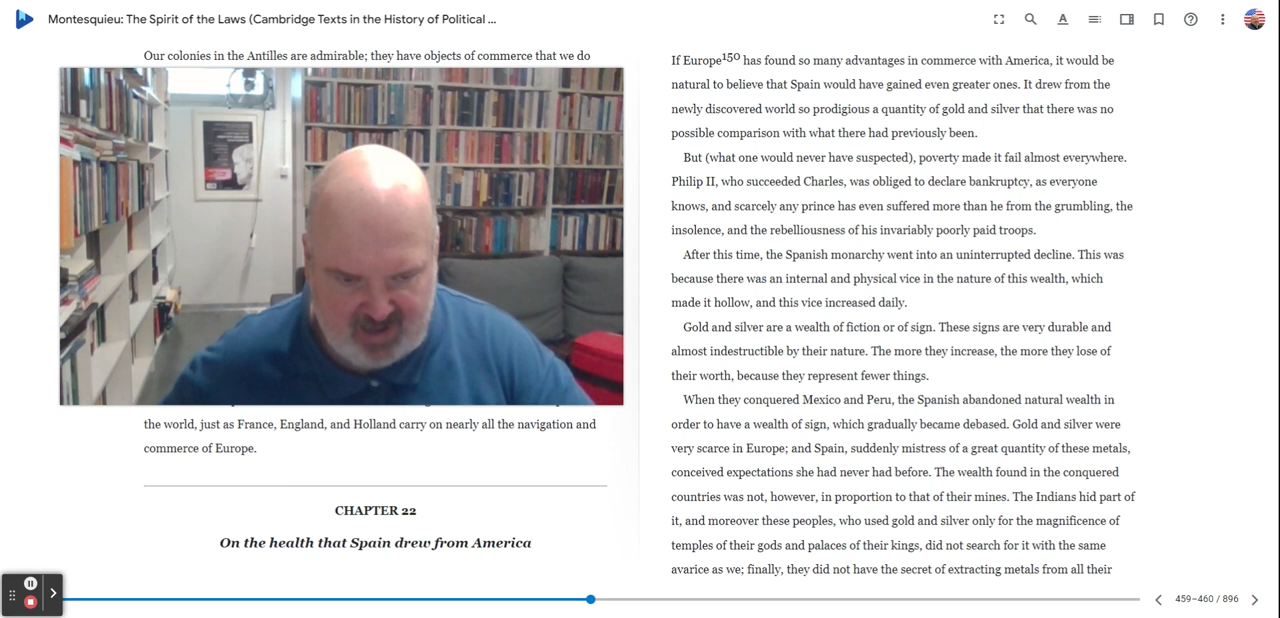 Montesquieu: The Spirit of the Laws (Cambridge Texts in the History of Political ...
Our colonies in the Antilles are admirable; they have objects of commerce that we do
the world, just as France, England, and Holland carry on nearly all the navigation and
commerce of Europe.
CHAPTER 22
On the health that Spain drew from America
If Europe150 has found so many advantages in commerce with America, it would be
natural to believe that Spain would have gained even greater ones. It drew from the
newly discovered world so prodigious a quantity of gold and silver that there was no
possible comparison with what there had previously been.
But (what one would never have suspected), poverty made it fail almost everywhere.
Philip II, who succeeded Charles, was obliged to declare bankruptcy, as everyone
knows, and scarcely any prince has even suffered more than he from the grumbling, the
insolence, and the rebelliousness of his invariably poorly paid troops.
After this time, the Spanish monarchy went into an uninterrupted decline. This was
because there was an internal and physical vice in the nature of this wealth, which
made it hollow, and this vice increased daily.
Gold and silver are a wealth of fiction or of sign. These signs are very durable and
almost indestructible by their nature. The more they increase, the more they lose of
their worth, because they represent fewer things.
When they conquered Mexico and Peru, the Spanish abandoned natural wealth in
order to have a wealth of sign, which gradually became debased. Gold and silver were
very scarce in Europe; and Spain, suddenly mistress of a great quantity of these metals,
conceived expectations she had never had before. The wealth found in the conquered
countries was not, however, in proportion to that of their mines. The Indians hid part of
it, and moreover these peoples, who used gold and silver only for the magnificence of
temples of their gods and palaces of their kings, did not search for it with the same
avarice as we; finally, they did not have the secret of extracting metals from all their
459–460 / 896